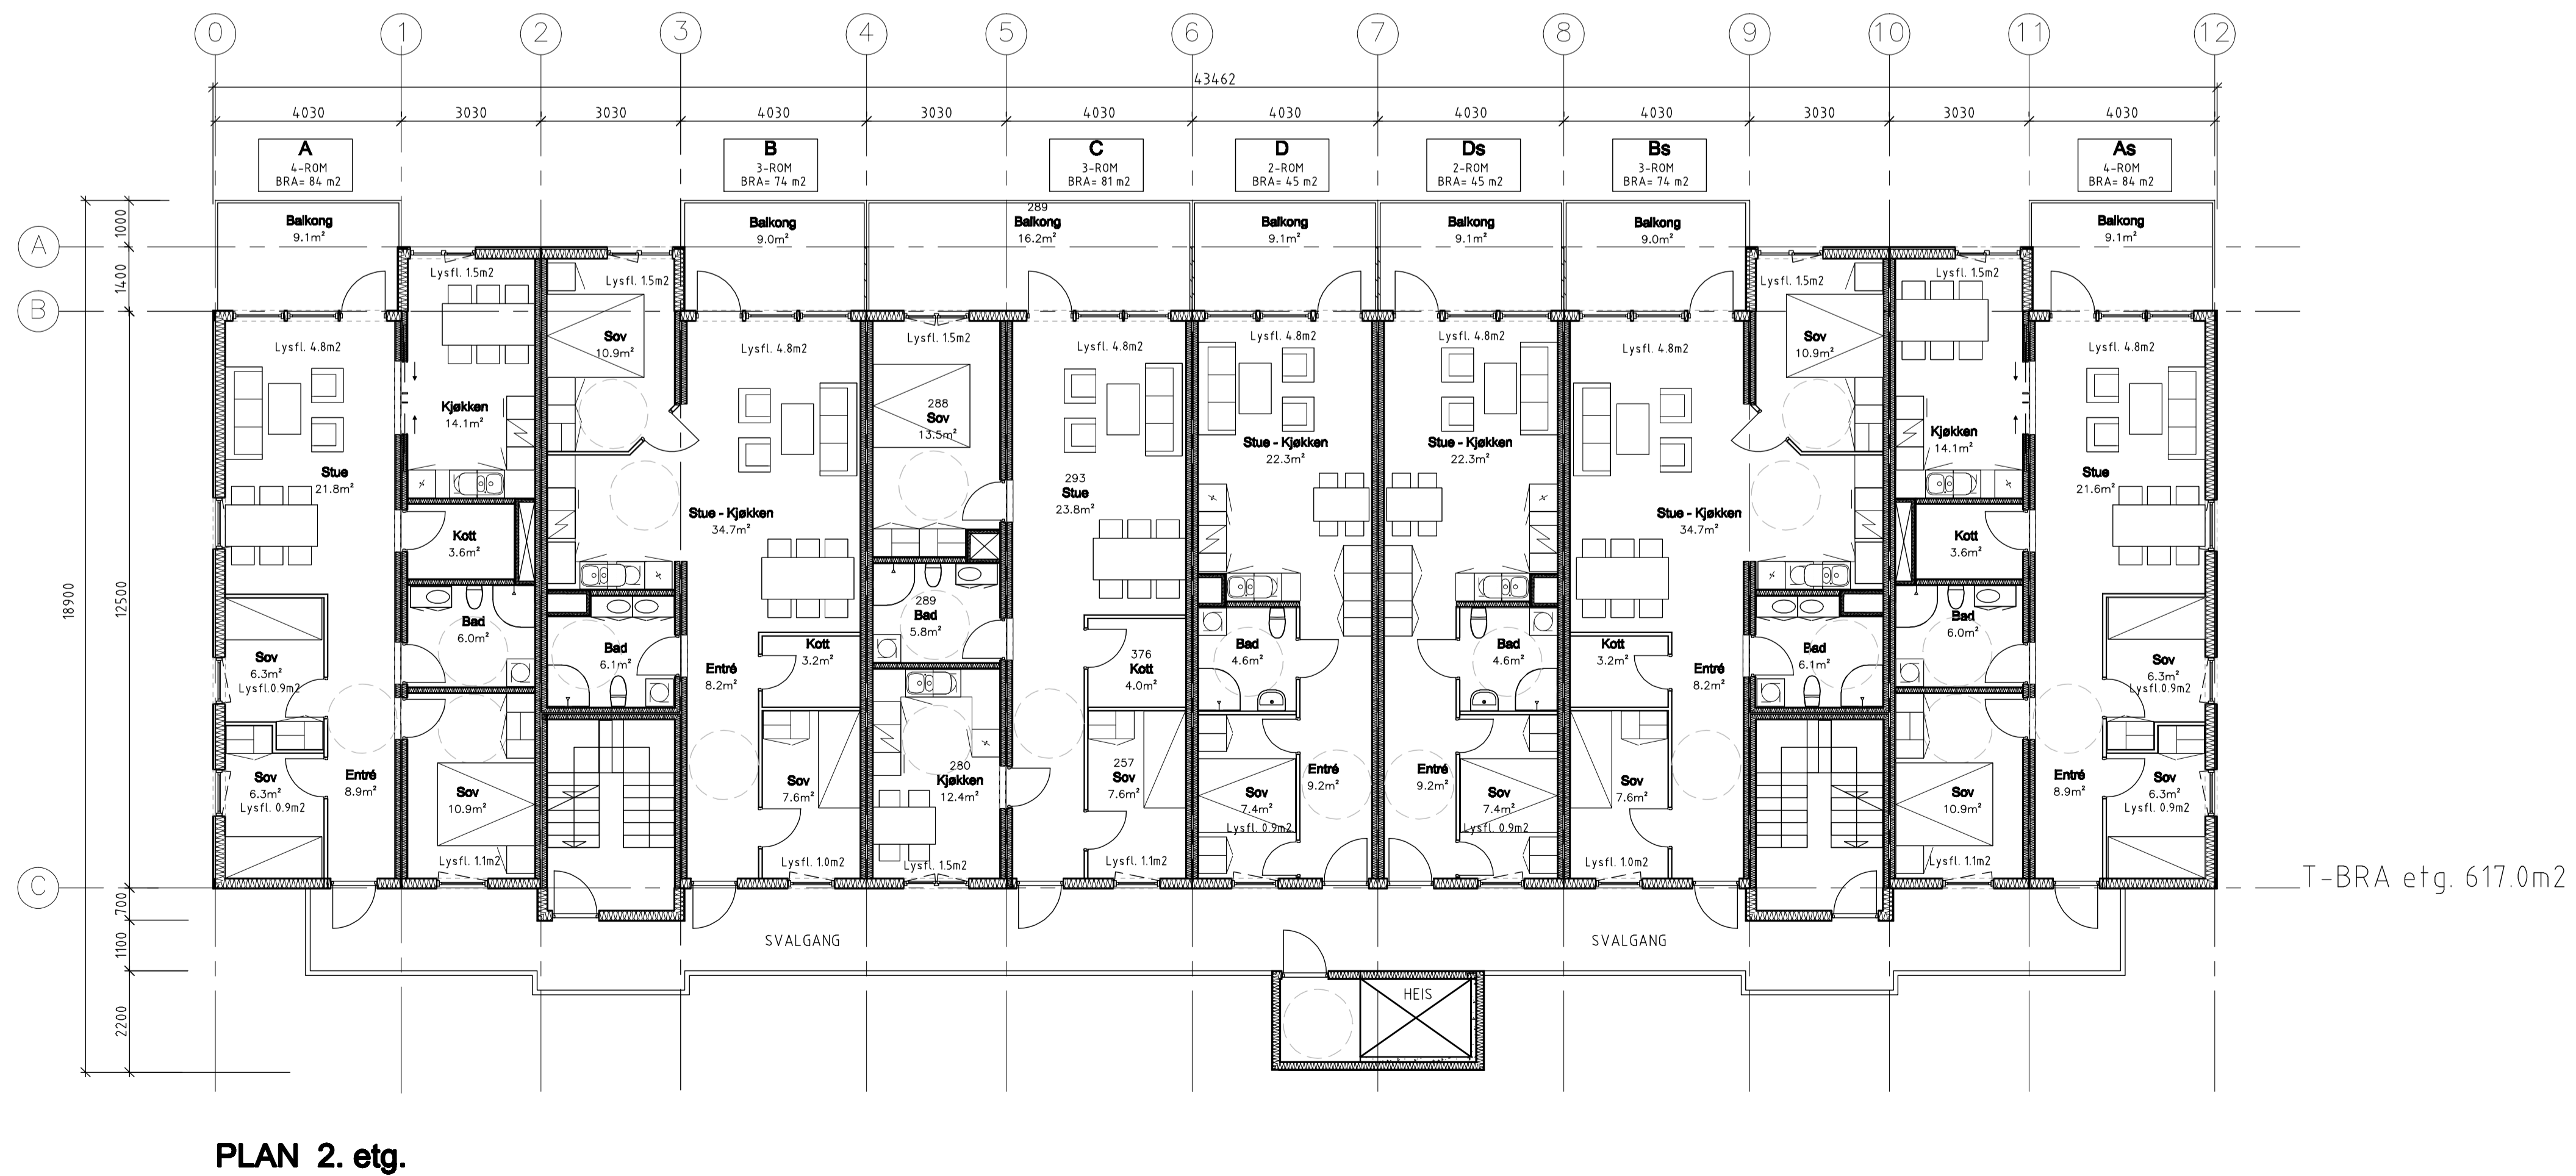 0 1 2 3 4 5 6 7 8 9 10 11 12
43462
4030 3030 3030 4030 3030 4030 4030 4030 4030 3030 3030 4030
A
4-ROM
BRA= 84 m2
B
3-ROM
BRA= 74 m2
C
3-ROM
BRA= 81 m2
D
2-ROM
BRA= 45 m2
Ds
2-ROM
BRA= 45 m2
Bs
3-ROM
BRA= 74 m2
As
4-ROM
BRA= 84 m2
A
B
C
18900
1000
1400
12500
700
1100
2200
Balkong
9.1m²
Lysfl. 4.8m2
Stue
21.8m²
Sov
6.3m²
Lysfl.0.9m2
Sov
6.3m²
Lysfl. 0.9m2
Entré
8.9m²
Lysfl. 1.5m2
Kjøkken
14.1m²
Kott
3.6m²
Bad
6.0m²
Sov
10.9m²
Lysfl. 1.1m2
Lysfl. 1.5m2
Sov
10.9m²
Bad
6.1m²
Balkong
9.0m²
Lysfl. 4.8m2
Stue - Kjøkken
34.7m²
Entré
8.2m²
Kott
3.2m²
Sov
7.6m²
Lysfl. 1.0m2
289
Balkong
16.2m²
Lysfl. 1.5m2
288
Sov
13.5m²
289
Bad
5.8m²
280
Kjøkken
12.4m²
Lysfl. 1.5m2
Lysfl. 4.8m2
293
Stue
23.8m²
376
Kott
4.0m²
257
Sov
7.6m²
Lysfl. 1.1m2
Balkong
9.1m²
Lysfl. 4.8m2
Stue - Kjøkken
22.3m²
Bad
4.6m²
Sov
7.4m²
Lysfl. 0.9m2
Entré
9.2m²
Balkong
9.1m²
Lysfl. 4.8m2
Stue - Kjøkken
22.3m²
Bad
4.6m²
Entré
9.2m²
Sov
7.4m²
Lysfl. 0.9m2
Balkong
9.0m²
Lysfl. 4.8m2
Stue - Kjøkken
34.7m²
Kott
3.2m²
Entré
8.2m²
Sov
7.6m²
Lysfl. 1.0m2
Lysfl. 1.5m2
Sov
10.9m²
Bad
6.1m²
Lysfl. 1.5m2
Kjøkken
14.1m²
Kott
3.6m²
Bad
6.0m²
Sov
10.9m²
Lysfl. 1.1m2
Balkong
9.1m²
Lysfl. 4.8m2
Stue
21.6m²
Sov
6.3m²
Lysfl.0.9m2
Entré
8.9m²
Sov
6.3m²
Lysfl. 0.9m2
T-BRA etg. 617.0m2
SVALGANG
SVALGANG
HEIS
PLAN 2. etg.